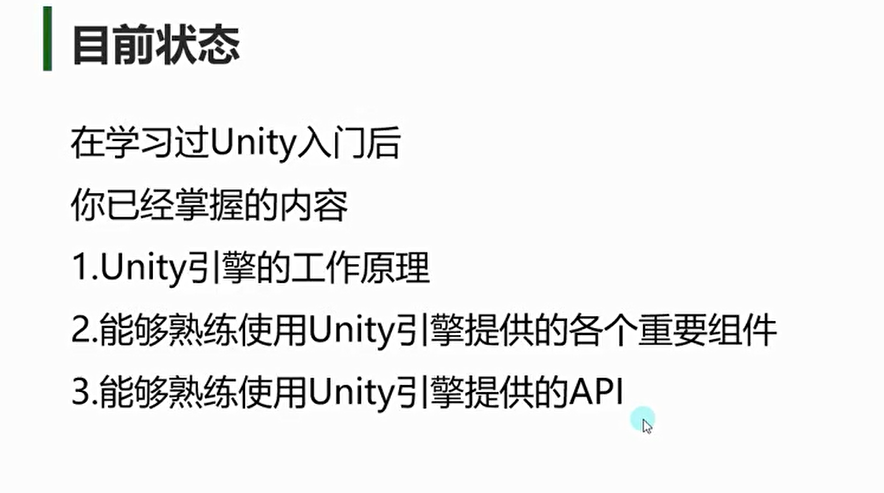 目前状态
在学习过Unity入门后
你已经掌握的内容
1.Unity引擎的工作原理
2.能够熟练使用Unity引擎提供的各个重要组件
3.能够熟练使用Unity引擎提供的API